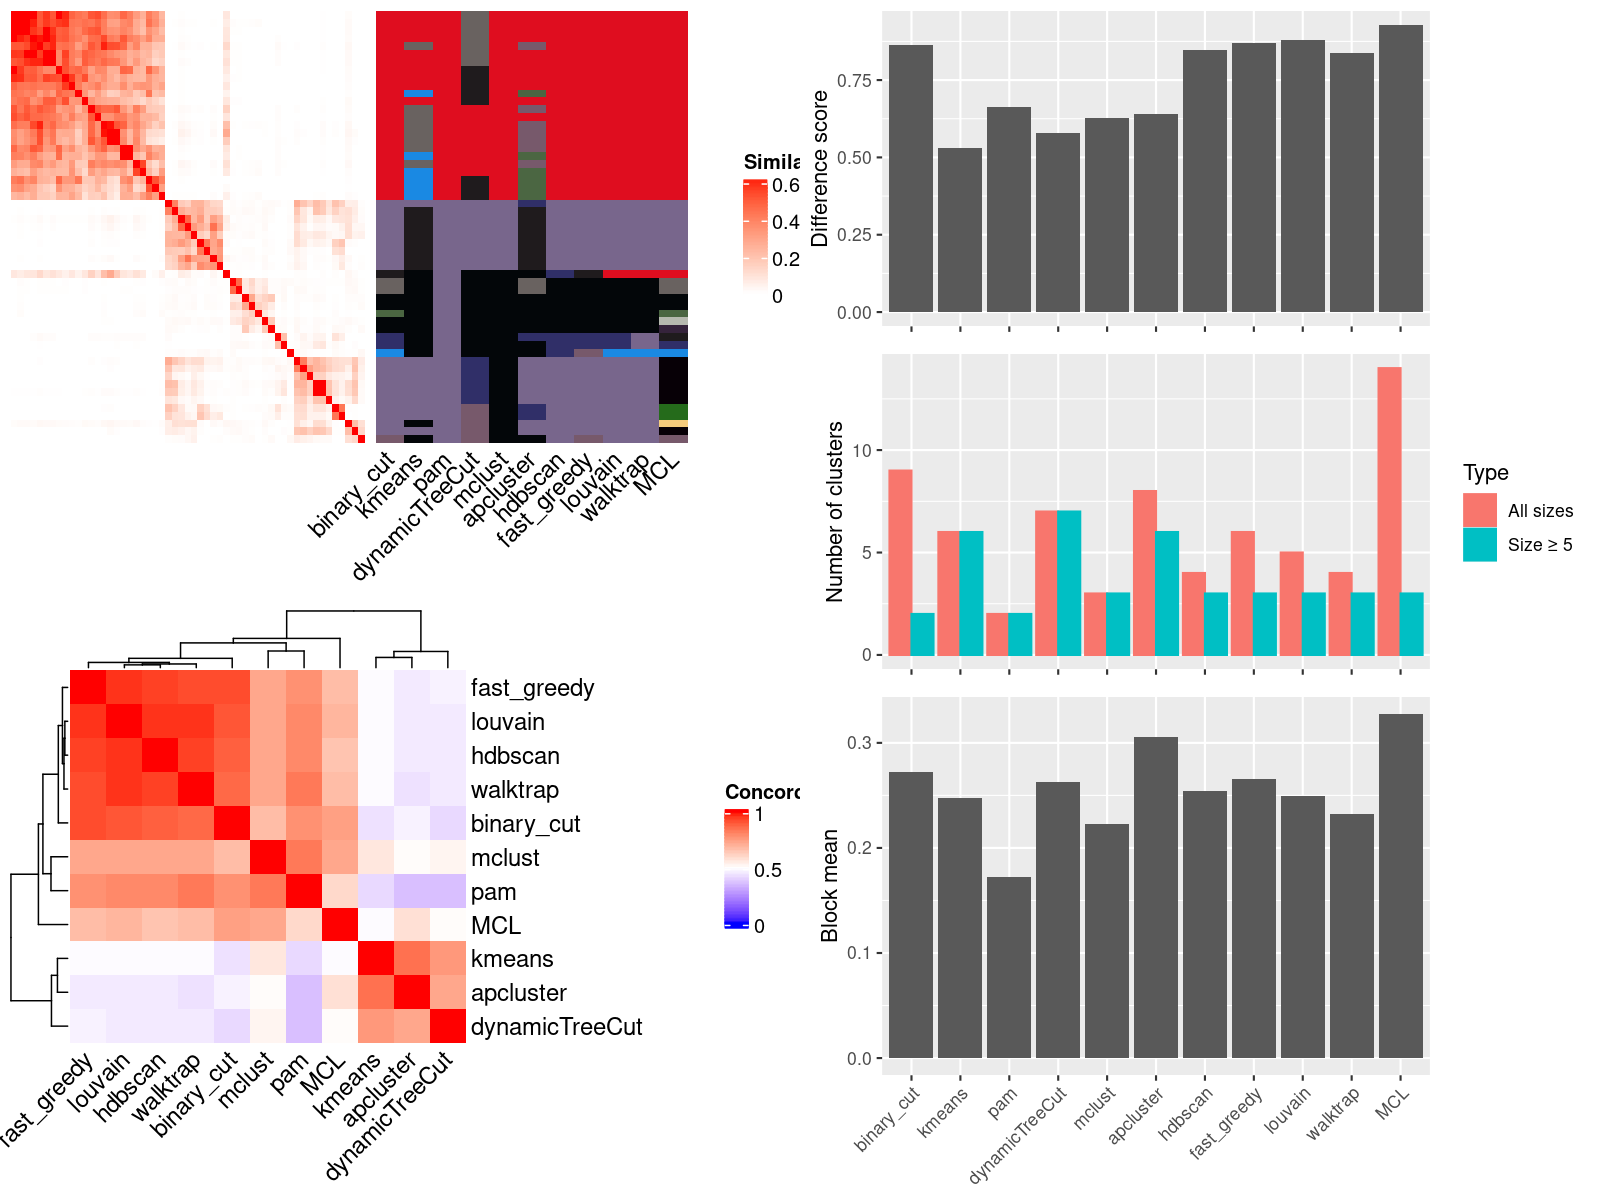 Simila
0.6
0.4
0.2
0
binary_cut
kmeans
pam
dynamicTreeCut
mclust
apcluster
hdbscan
fast_greedy
louvain
walktrap
MCL
Difference score
0.75
0.50
0.25
0.00
Number of clusters
10
5
0
Type
All sizes
Size ≥ 5
Block mean
0.3
0.2
0.1
0.0
binary_cut
kmeans
pam
dynamicTreeCut
mclust
apcluster
hdbscan
fast_greedy
louvain
walktrap
MCL
fast_greedy
louvain
hdbscan
walktrap
binary_cut
mclust
pam
MCL
kmeans
apcluster
dynamicTreeCut
Concord
1
0.5
0
fast_greedy
louvain
hdbscan
walktrap
binary_cut
mclust
pam
MCL
kmeans
apcluster
dynamicTreeCut